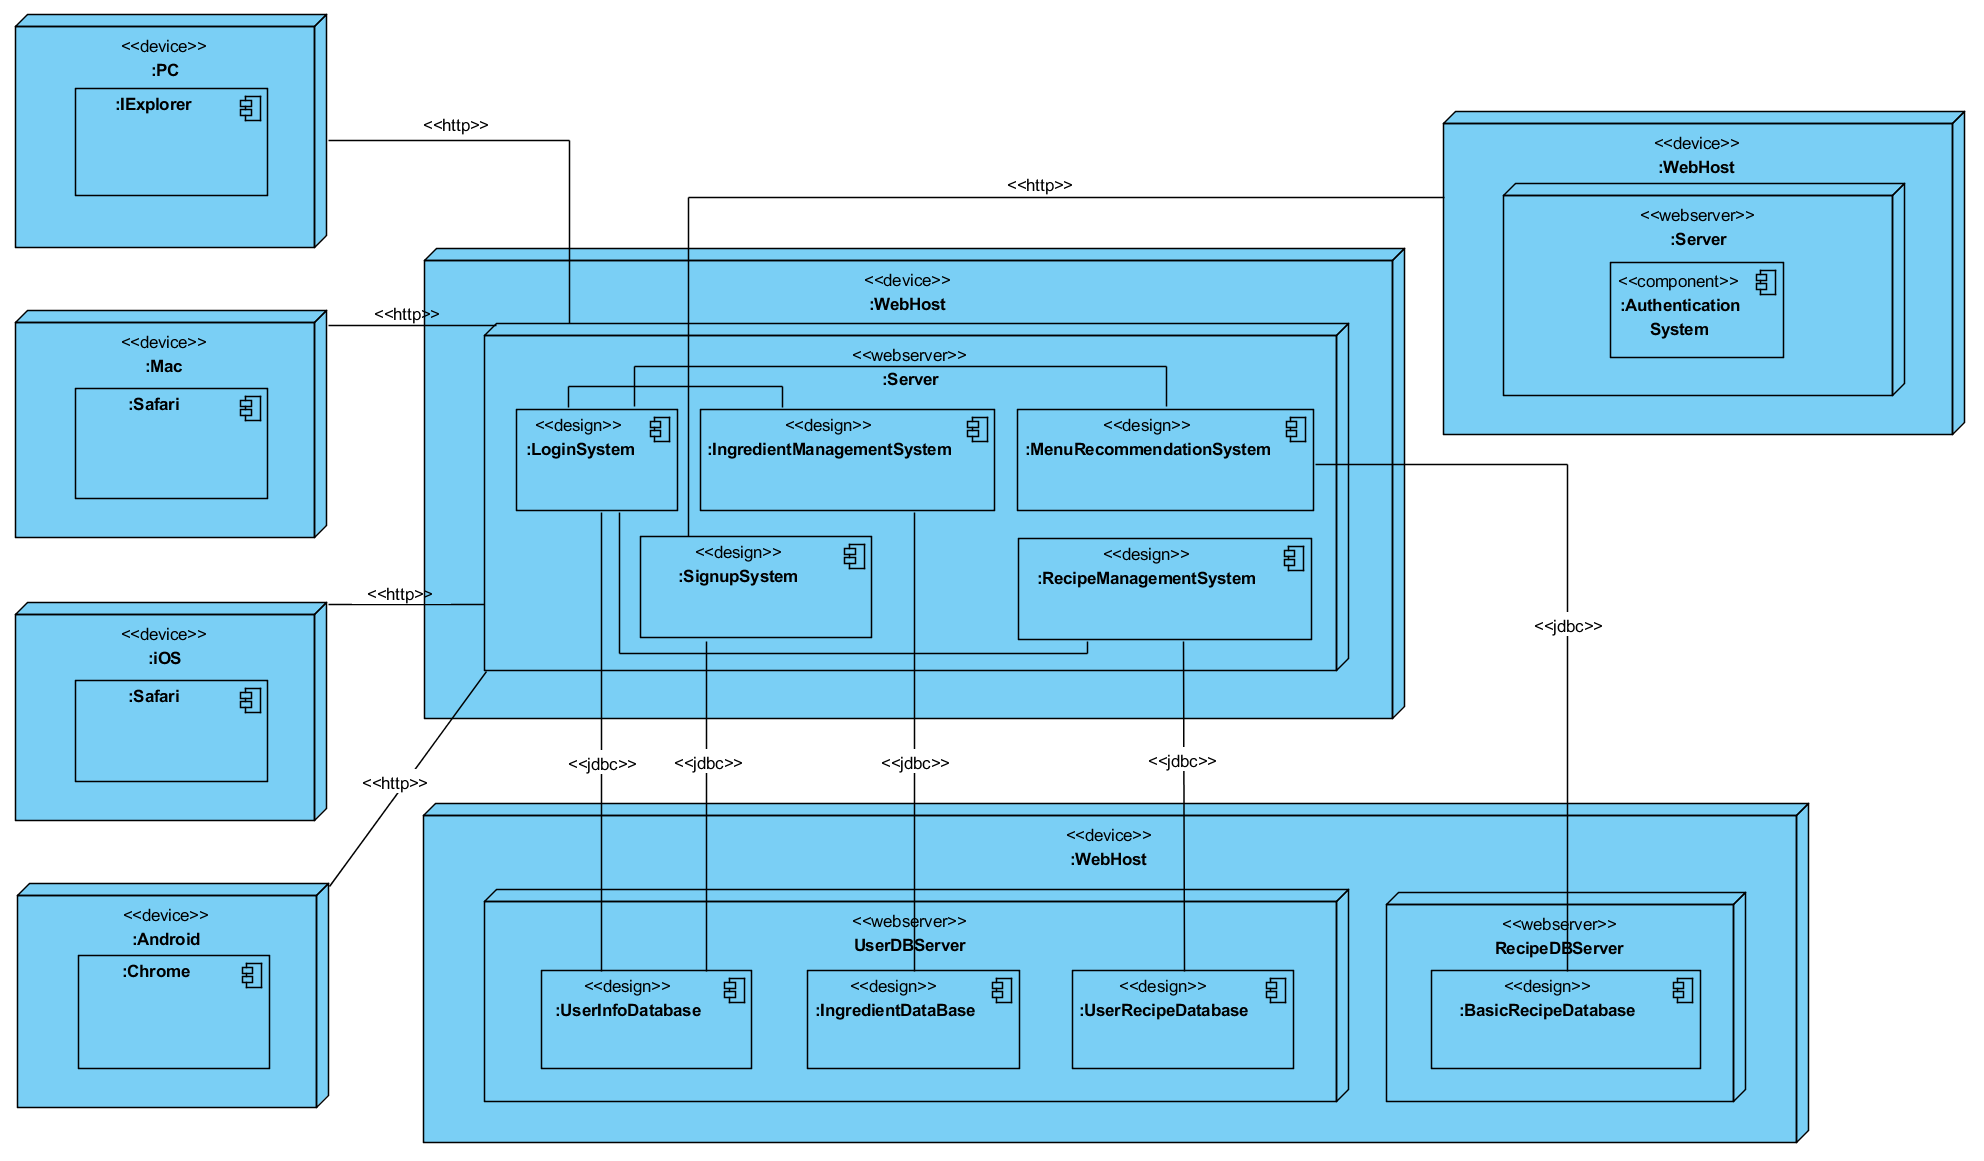 <<device>>
:PC
:IExplorer
<<http>>
<<device>>
:Mac
:Safari
<<http>>
<<device>>
:iOS
:Safari
<<http>>
<<device>>
:Android
:Chrome
<<http>>
<<http>>
<<device>>
:WebHost
<<webserver>>
:Server
<<component>>
:Authentication
System
<<device>>
:WebHost
<<webserver>>
:Server
<<design>>
:LoginSystem
<<design>>
:IngredientManagementSystem
<<design>>
:MenuRecommendationSystem
<<design>>
:SignupSystem
<<design>>
:RecipeManagementSystem
<<jdbc>>
<<jdbc>>
<<jdbc>>
<<jdbc>>
<<jdbc>>
<<device>>
:WebHost
<<webserver>>
UserDBServer
<<design>>
:UserInfoDatabase
<<design>>
:IngredientDataBase
<<design>>
:UserRecipeDatabase
<<webserver>>
RecipeDBServer
<<design>>
:BasicRecipeDatabase